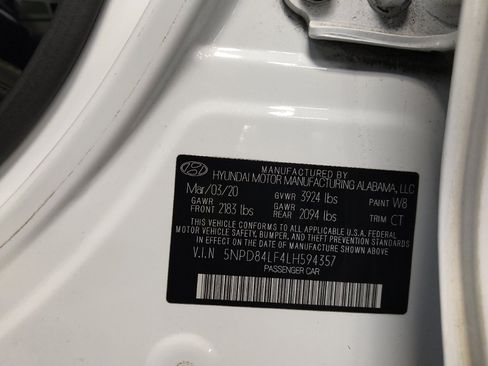 MANUFACTURED BY
HYUNDAI MOTOR MANUFACTURING ALABAMA, LLC
Mar/03/20 GVWR 3924 lbs PAINT W8
GAWR FRONT 2183 lbs GAWR REAR 2094 lbs TRIM CT
THIS VEHICLE CONFORMS TO ALL APPLICABLE U.S.A. FEDERAL
MOTOR VEHICLE SAFETY, BUMPER, AND THEFT PREVENTION STANDARDS
IN EFFECT ON THE DATE OF MANUFACTURE SHOWN ABOVE
V.I.N 5NPD84LF4LH594357
PASSENGER CAR